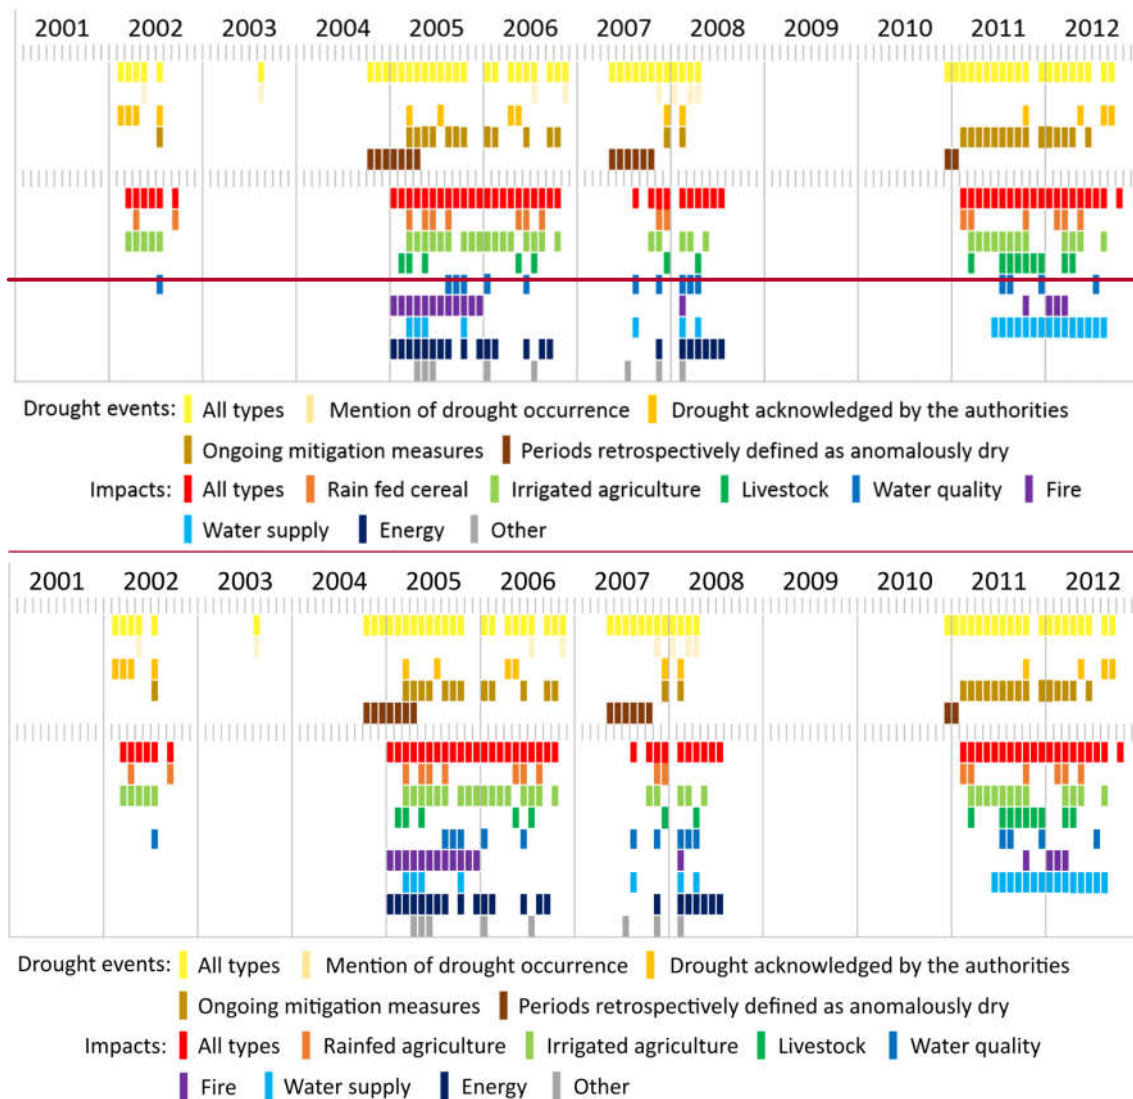 2001 2002 2003 2004 2005 2006 2007 2008 2009 2010 2011 2012
Drought events: All types Mention of drought occurrence Drought acknowledged by the authorities
Ongoing mitigation measures Periods retrospectively defined as anomalously dry
Impacts: All types Rain fed cereal Irrigated agriculture Livestock Water quality Fire
Water supply Energy Other
2001 2002 2003 2004 2005 2006 2007 2008 2009 2010 2011 2012
Drought events: All types Mention of drought occurrence Drought acknowledged by the authorities
Ongoing mitigation measures Periods retrospectively defined as anomalously dry
Impacts: All types Rainfed agriculture Irrigated agriculture Livestock Water quality
Fire Water supply Energy Other